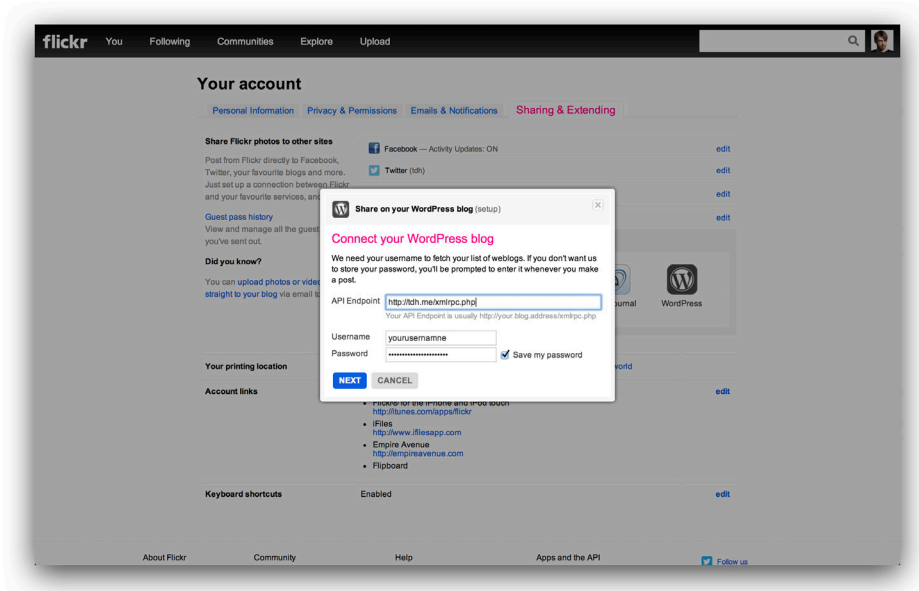 flickr You Following Communities Explore Upload
Your account
Personal Information Privacy & Permissions Emails & Notifications Sharing & Extending
Share Flickr photos to other sites
Post from Flickr directly to Facebook,
Twitter, your favourite blogs and more.
Just set up a connection between Flickr
and your favourite services, and
Facebook — Activity Updates: ON edit
Twitter (tdh) edit
edit
Guest pass history edit
View and manage all the guest
you've sent out.
Did you know?
You can upload photos or video
straight to your blog via email to
Share on your WordPress blog (setup)
Connect your WordPress blog
We need your username to fetch your list of weblogs. If you don't want us
to store your password, you'll be prompted to enter it whenever you make
a post.
API Endpoint http://tdh.me/xmlrpc.php
Your API Endpoint is usually http://your.blog.address/xmlrpc.php
Username yourusernamne
Password •••••••••••••••••••••• Save my password
NEXT CANCEL
WordPress
Your printing location
Account links edit
Flickr® for the iPhone and iPod touch
http://itunes.com/apps/flickr
• iFiles
http://www.ifilesapp.com
• Empire Avenue
http://empireavenue.com
• Flipboard
Keyboard shortcuts Enabled edit
About Flickr Community Help Apps and the API Follow us